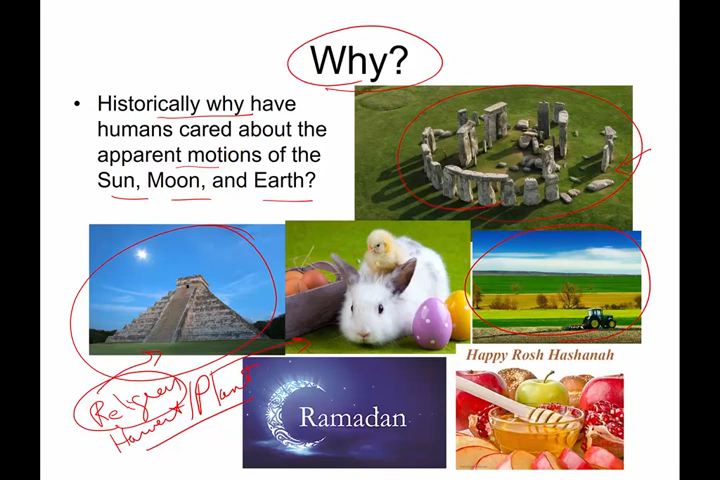 Why?
• Historically why have
humans cared about the
apparent motions of the
Sun, Moon, and Earth?
Happy Rosh Hashanah
Religion
Harvest/Plant
Ramadan